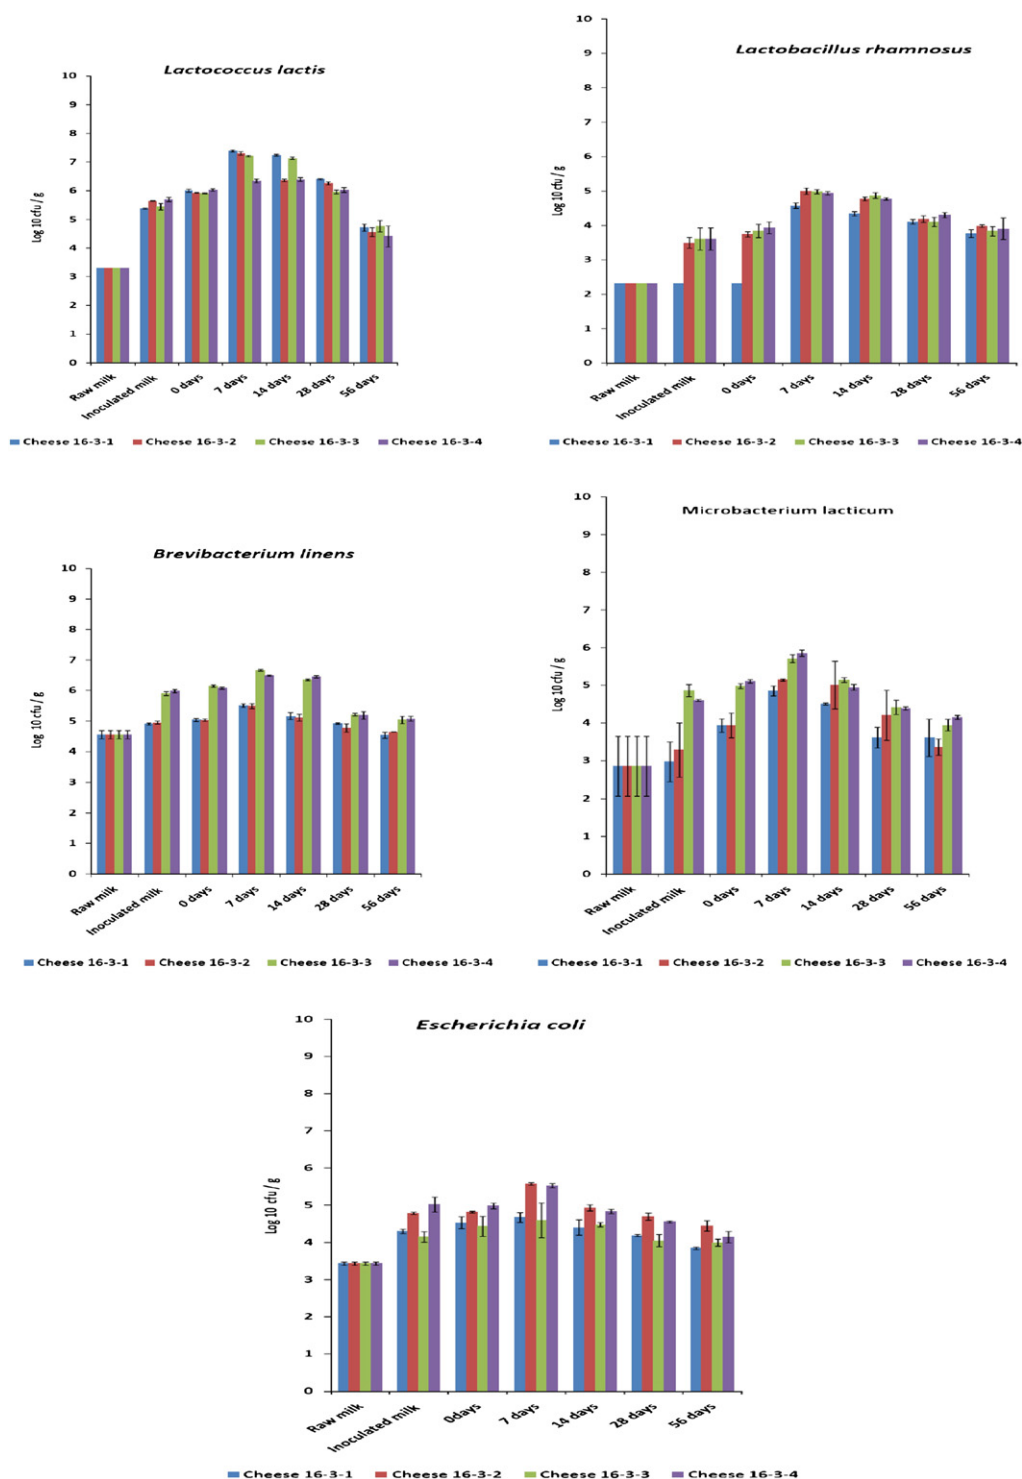 Lactococcus lactis
Log 10 cfu / g
10
9
8
7
6
5
4
3
2
1
0
Raw milk
Inoculated milk
0 days
7 days
14 days
28 days
56 days
Cheese 16-3-1 Cheese 16-3-2 Cheese 16-3-3 Cheese 16-3-4
Lactobacillus rhamnosus
Log 10 cfu / g
10
9
8
7
6
5
4
3
2
1
0
Raw milk
Inoculated milk
0 days
7 days
14 days
28 days
56 days
Cheese 16-3-1 Cheese 16-3-2 Cheese 16-3-3 Cheese 16-3-4
Brevibacterium linens
Log 10 cfu / g
10
9
8
7
6
5
4
3
2
1
0
Raw milk
Inoculated milk
0 days
7 days
14 days
28 days
56 days
Cheese 16-3-1 Cheese 16-3-2 Cheese 16-3-3 Cheese 16-3-4
Microbacterium lacticum
Log 10 cfu / g
10
9
8
7
6
5
4
3
2
1
0
Raw milk
Inoculated milk
0 days
7 days
14 days
28 days
56 days
Cheese 16-3-1 Cheese 16-3-2 Cheese 16-3-3 Cheese 16-3-4
Escherichia coli
Log 10 cfu / g
10
9
8
7
6
5
4
3
2
1
0
Raw milk
Inoculated milk
0days
7 days
14 days
28 days
56 days
Cheese 16-3-1 Cheese 16-3-2 Cheese 16-3-3 Cheese 16-3-4